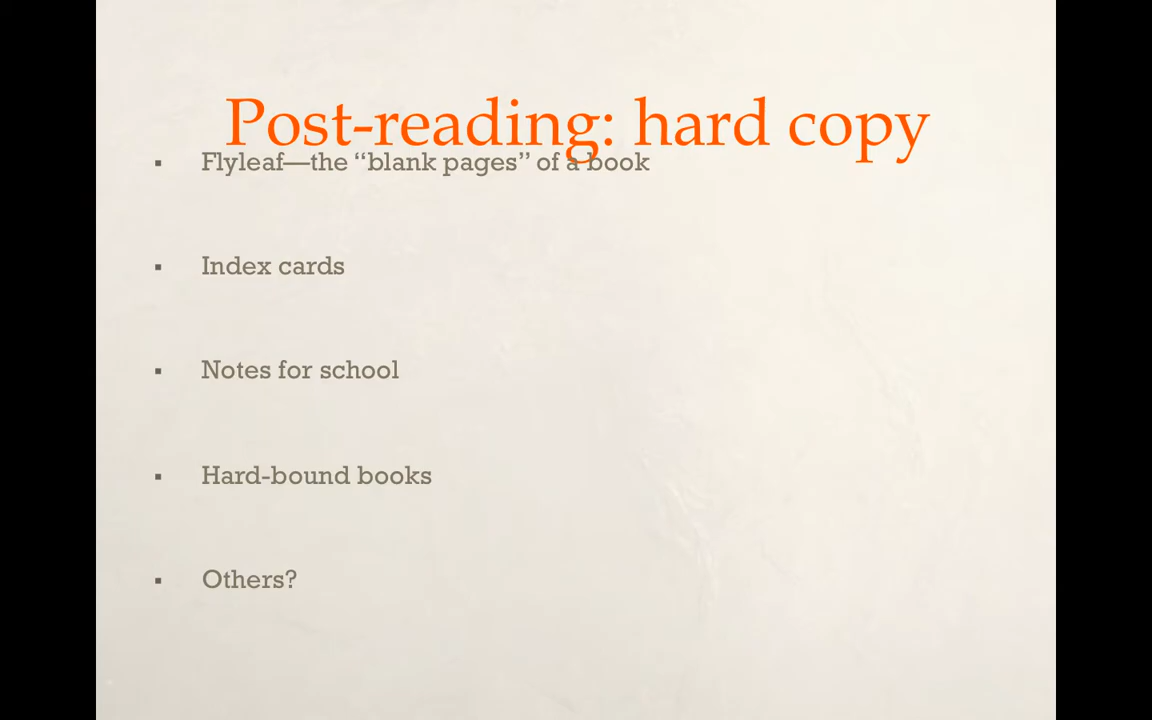 Post-reading: hard copy
▪ Flyleaf—the “blank pages” of a book
▪ Index cards
▪ Notes for school
▪ Hard-bound books
▪ Others?